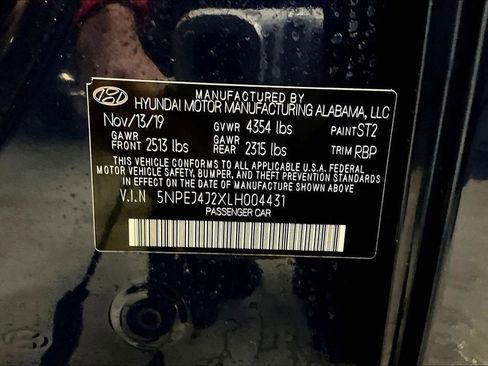 MANUFACTURED BY
HYUNDAI MOTOR MANUFACTURING ALABAMA, LLC
Nov/13/19 GVWR 4354 lbs PAINT ST2
GAWR FRONT 2513 lbs GAWR REAR 2315 lbs TRIM RBP
THIS VEHICLE CONFORMS TO ALL APPLICABLE U.S.A. FEDERAL
MOTOR VEHICLE SAFETY, BUMPER, AND THEFT PREVENTION STANDARDS
IN EFFECT ON THE DATE OF MANUFACTURE SHOWN ABOVE.
V.I.N 5NPEJ4J2XLH004431
PASSENGER CAR